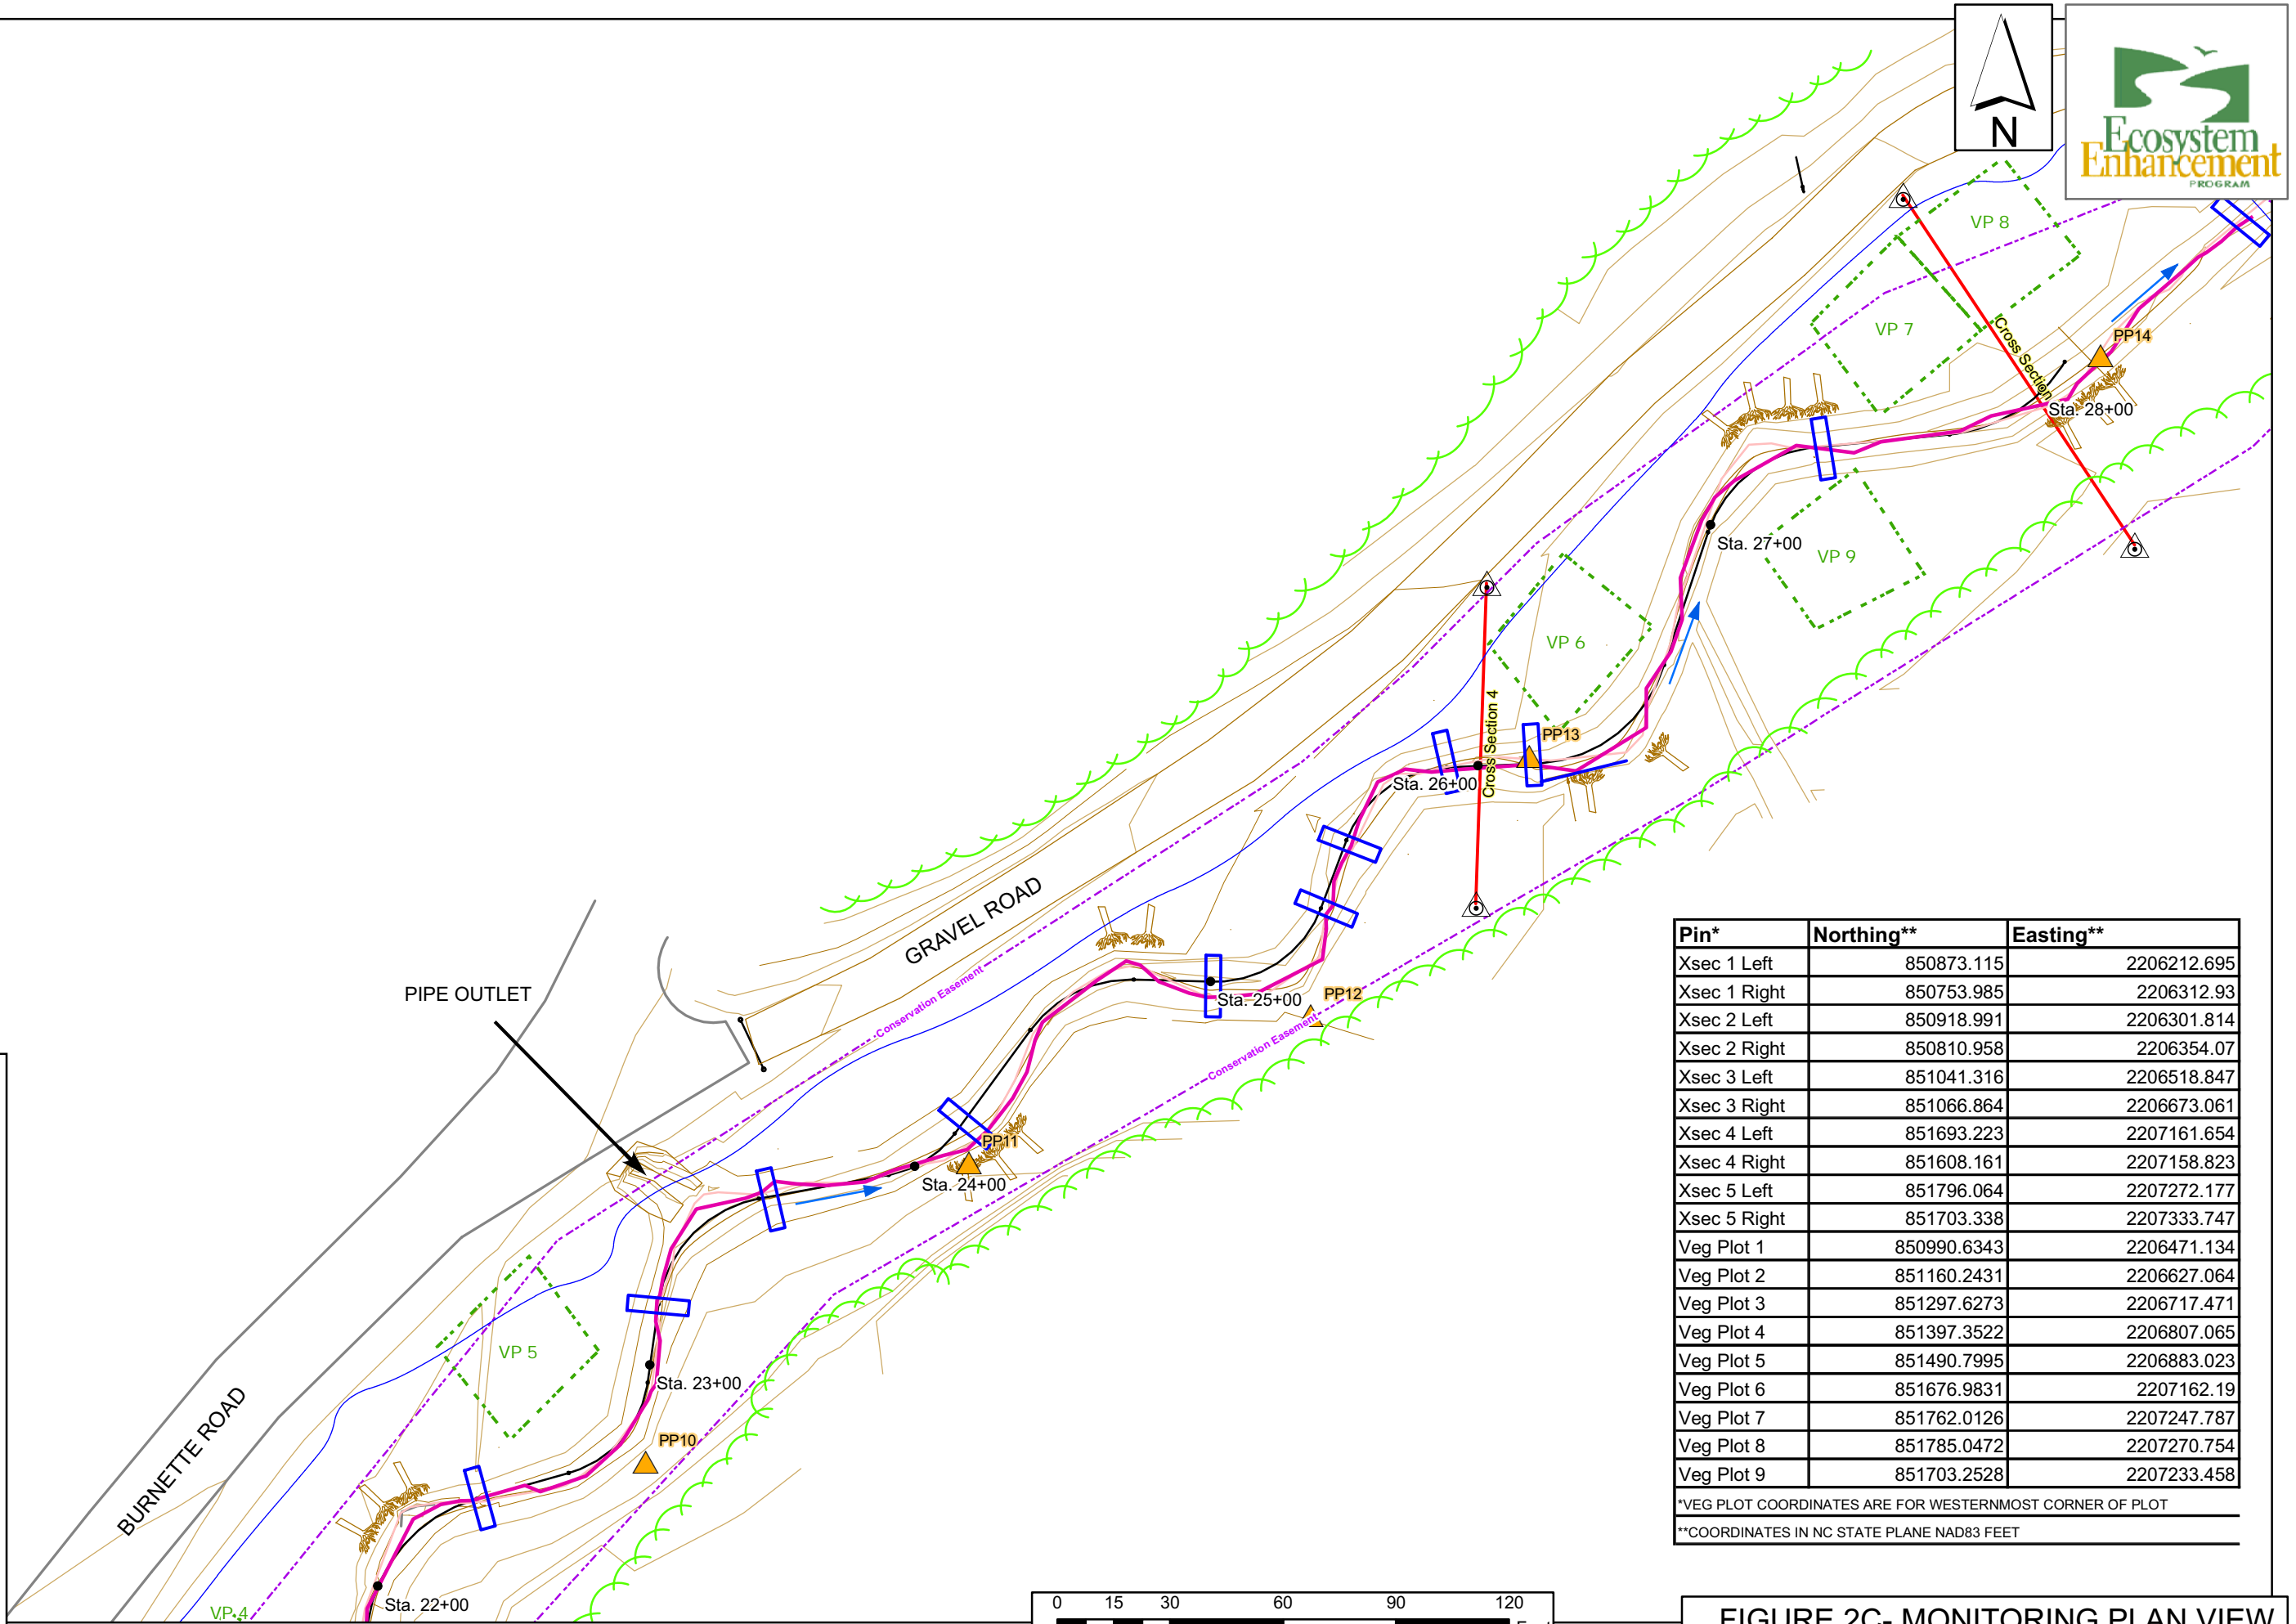 N
Ecosystem
Enhancement
PROGRAM
VP 8
VP 7
PP14
Cross Section
Sta. 28+00
Sta. 27+00
VP 9
VP 6
Cross Section 4
PP13
Sta. 26+00
GRAVEL ROAD
Conservation Easement
PIPE OUTLET
Sta. 25+00
PP12
Conservation Easement
PP11
Sta. 24+00
VP 5
Sta. 23+00
PP10
BURNETTE ROAD
VP 4
Sta. 22+00
Pin* Northing** Easting**
Xsec 1 Left 850873.115 2206212.695
Xsec 1 Right 850753.985 2206312.93
Xsec 2 Left 850918.991 2206301.814
Xsec 2 Right 850810.958 2206354.07
Xsec 3 Left 851041.316 2206518.847
Xsec 3 Right 851066.864 2206673.061
Xsec 4 Left 851693.223 2207161.654
Xsec 4 Right 851608.161 2207158.823
Xsec 5 Left 851796.064 2207272.177
Xsec 5 Right 851703.338 2207333.747
Veg Plot 1 850990.6343 2206471.134
Veg Plot 2 851160.2431 2206627.064
Veg Plot 3 851297.6273 2206717.471
Veg Plot 4 851397.3522 2206807.065
Veg Plot 5 851490.7995 2206883.023
Veg Plot 6 851676.9831 2207162.19
Veg Plot 7 851762.0126 2207247.787
Veg Plot 8 851785.0472 2207270.754
Veg Plot 9 851703.2528 2207233.458
*VEG PLOT COORDINATES ARE FOR WESTERNMOST CORNER OF PLOT
**COORDINATES IN NC STATE PLANE NAD83 FEET
0 15 30 60 90 120
FIGURE 2C- MONITORING PLAN VIEW